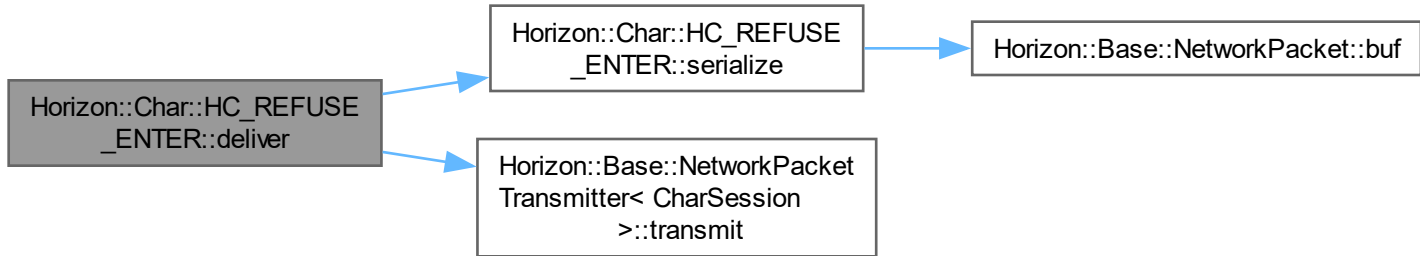 Horizon::Char::HC_REFUSE
_ENTER::deliver
Horizon::Char::HC_REFUSE
_ENTER::serialize
Horizon::Base::NetworkPacket::buf
Horizon::Base::NetworkPacket
Transmitter< CharSession
>::transmit